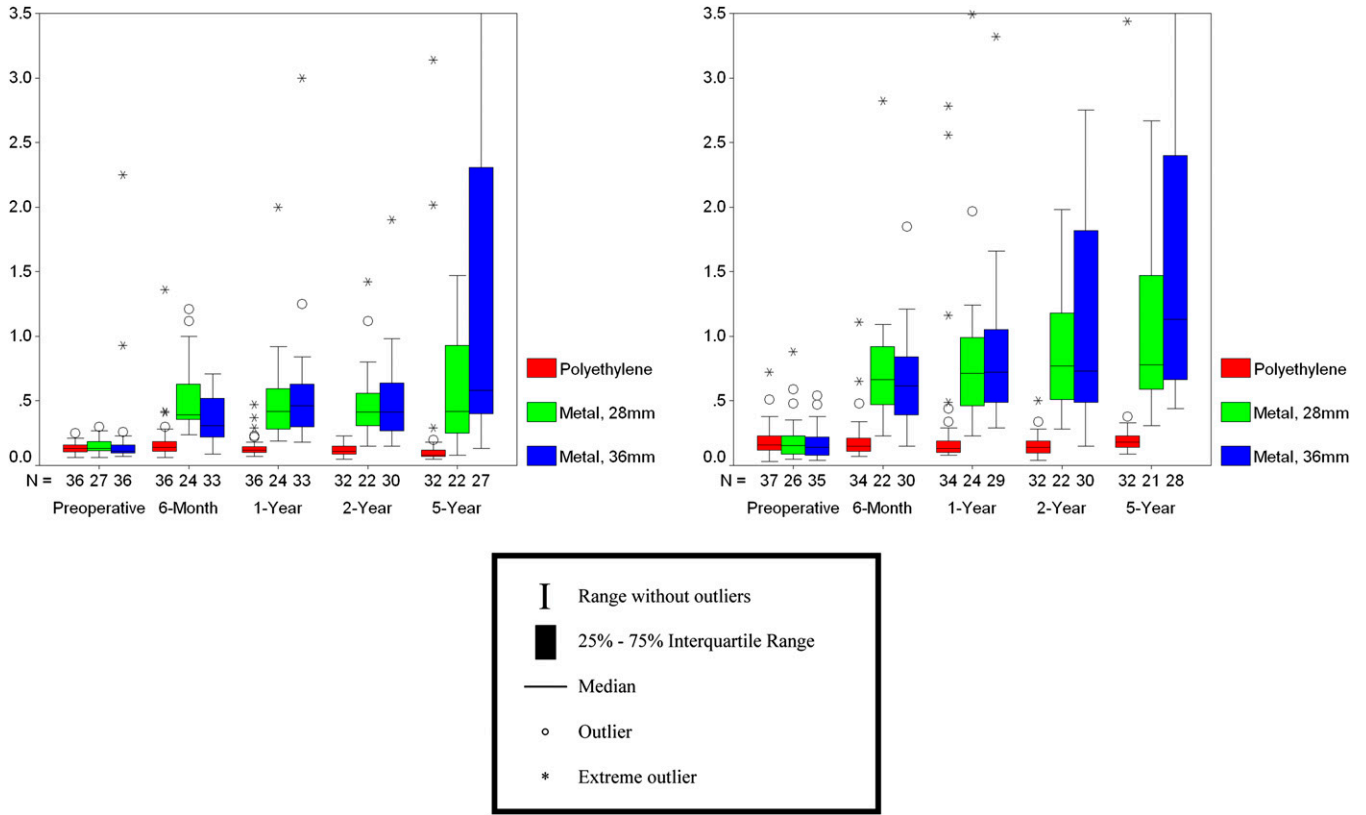 3.5
3.0
2.5
2.0
1.5
1.0
.5
0.0
N = 36 27 36 36 24 33 36 24 33 32 22 30 32 22 27
Preoperative 6-Month 1-Year 2-Year 5-Year
Polyethylene
Metal, 28mm
Metal, 36mm
3.5
3.0
2.5
2.0
1.5
1.0
.5
0.0
N = 37 26 35 34 22 30 34 24 29 32 22 30 32 21 28
Preoperative 6-Month 1-Year 2-Year 5-Year
Polyethylene
Metal, 28mm
Metal, 36mm
Range without outliers
25% - 75% Interquartile Range
Median
Outlier
Extreme outlier